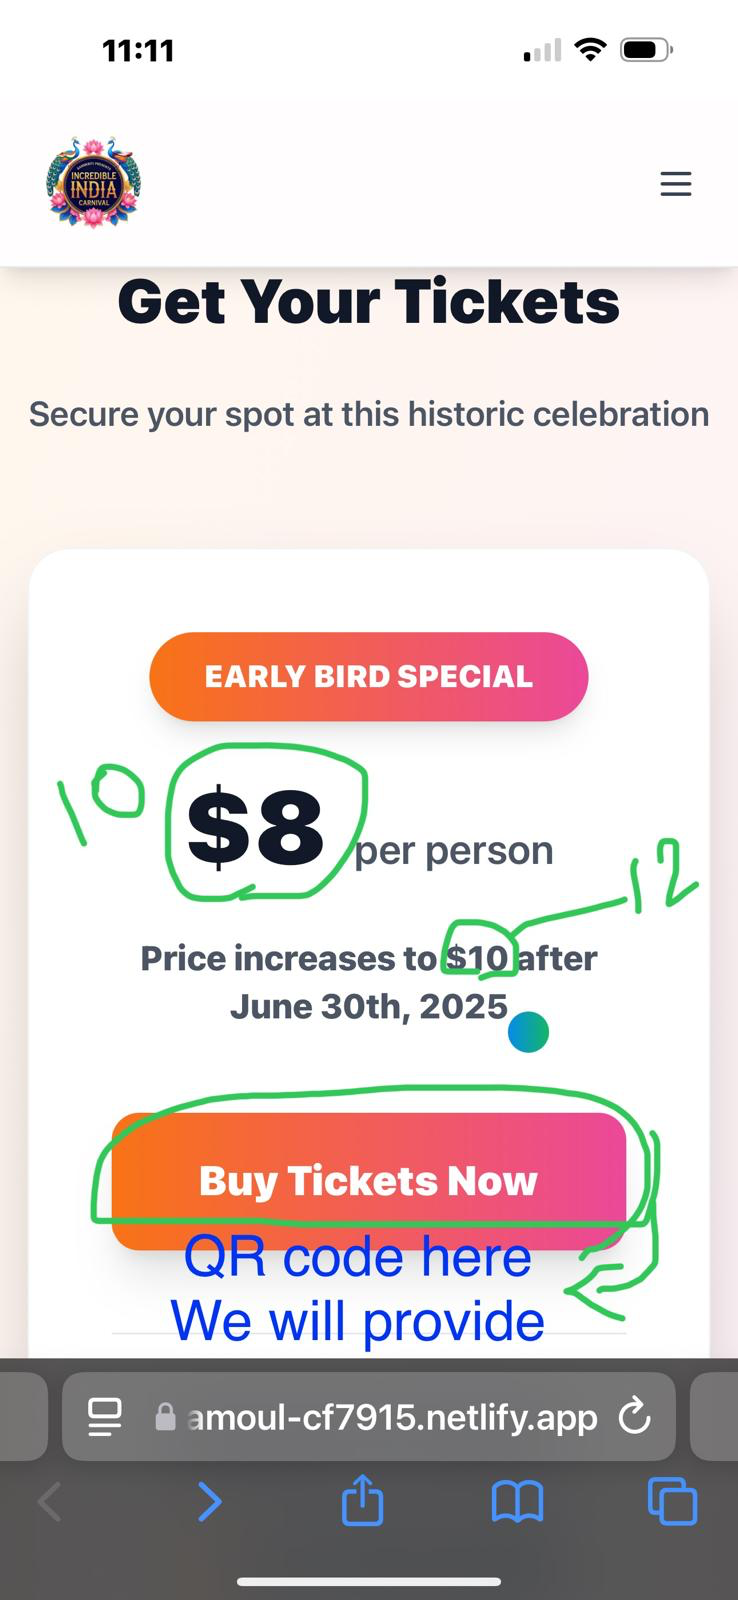 11:11
INCREDIBLE
INDIA
CARNIVAL
Get Your Tickets
Secure your spot at this historic celebration
EARLY BIRD SPECIAL
10
$8 per person
12
Price increases to $10 after
June 30th, 2025
Buy Tickets Now
QR code here
We will provide
amoul-cf7915.netlify.app